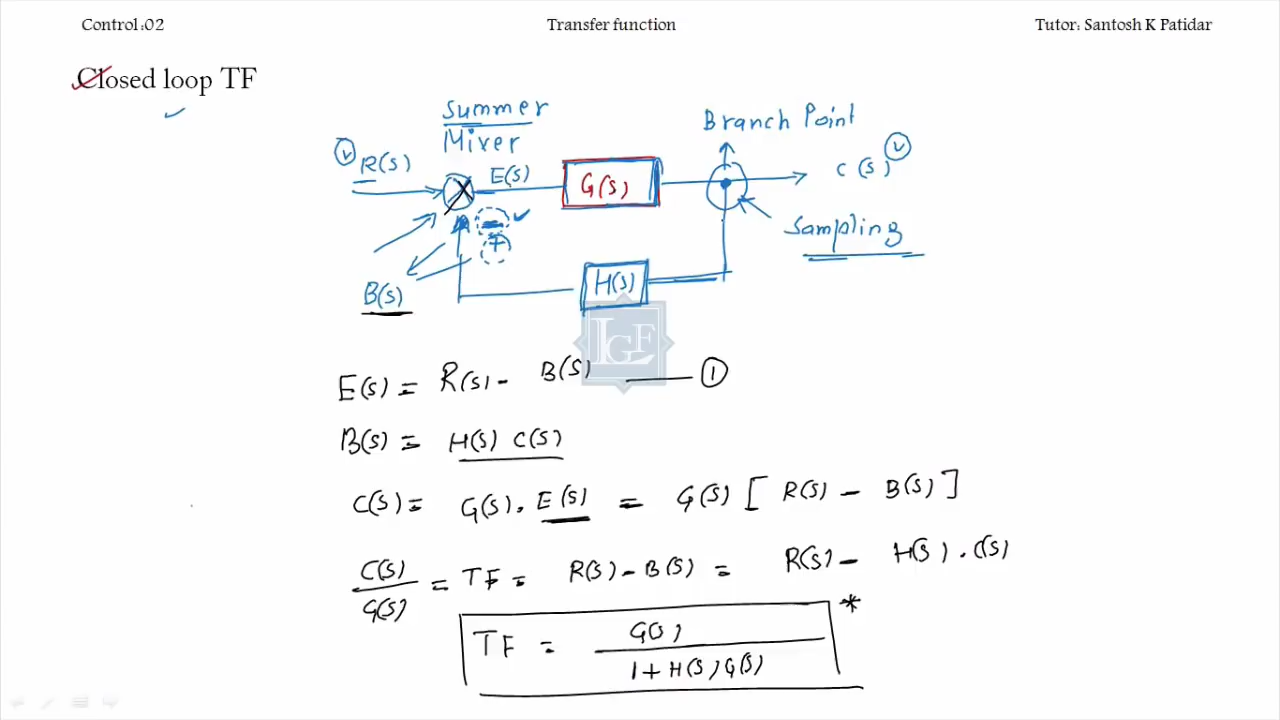 Control:02 Transfer function Tutor: Santosh K Patidar
Closed loop TF
Summer
Mixer
Branch Point
R(S)
E(S)
G(S)
C(S)
Sampling
-
+
H(S)
B(S)
LGF
E(S) = R(S) - B(S) ——— ①
B(S) = H(S) C(S)
C(S) = G(S). E(S) = G(S) [ R(S) - B(S) ]
C(S)/G(S) = TF = R(S) - B(S) = R(S) - H(S) . C(S)
TF = G(S) / 1 + H(S) G(S) *